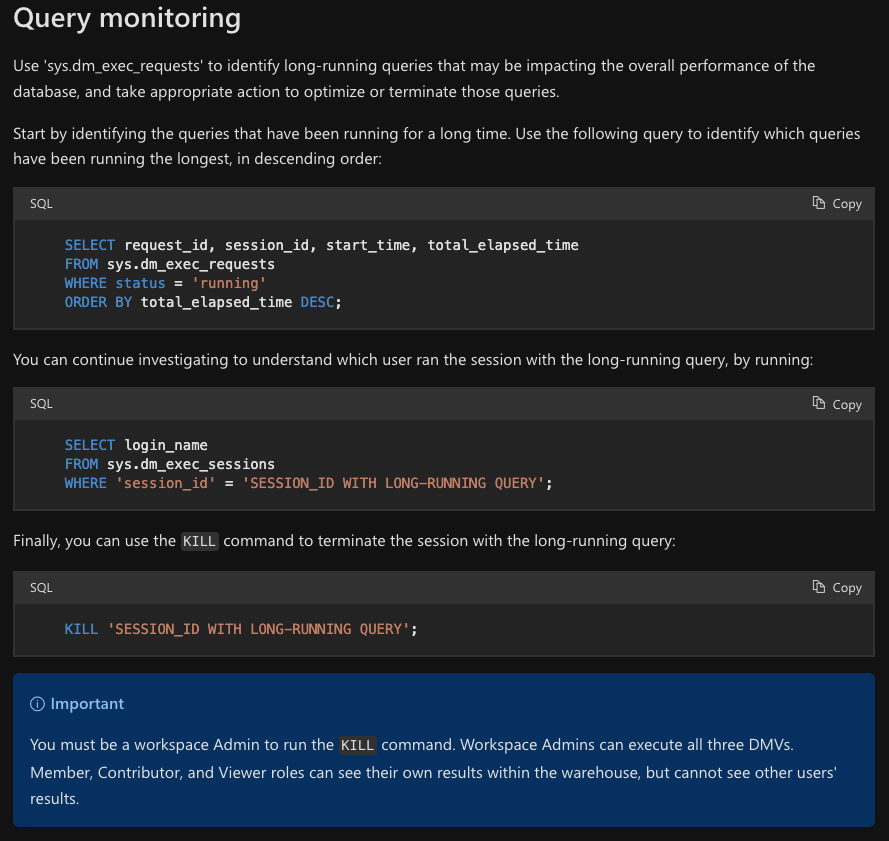 Query monitoring
Use 'sys.dm_exec_requests' to identify long-running queries that may be impacting the overall performance of the
database, and take appropriate action to optimize or terminate those queries.
Start by identifying the queries that have been running for a long time. Use the following query to identify which queries
have been running the longest, in descending order:
SQL Copy
SELECT request_id, session_id, start_time, total_elapsed_time
FROM sys.dm_exec_requests
WHERE status = 'running'
ORDER BY total_elapsed_time DESC;
You can continue investigating to understand which user ran the session with the long-running query, by running:
SQL Copy
SELECT login_name
FROM sys.dm_exec_sessions
WHERE 'session_id' = 'SESSION_ID WITH LONG-RUNNING QUERY';
Finally, you can use the KILL command to terminate the session with the long-running query:
SQL Copy
KILL 'SESSION_ID WITH LONG-RUNNING QUERY';
Important
You must be a workspace Admin to run the KILL command. Workspace Admins can execute all three DMVs.
Member, Contributor, and Viewer roles can see their own results within the warehouse, but cannot see other users'
results.